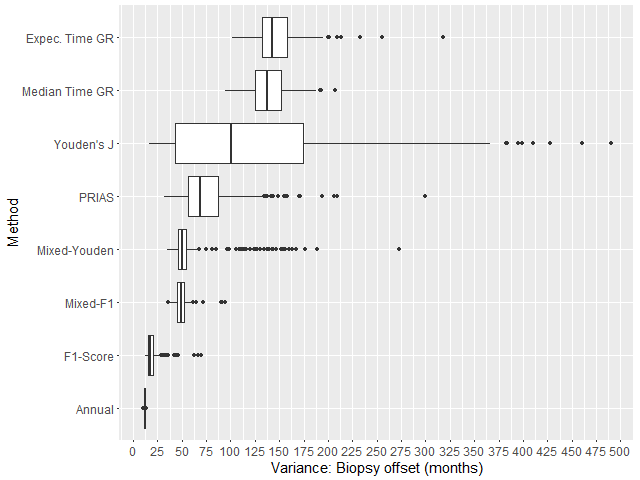 Expec. Time GR
Median Time GR
Youden's J
PRIAS
Mixed-Youden
Mixed-F1
F1-Score
Annual
Method
0 25 50 75 100 125 150 175 200 225 250 275 300 325 350 375 400 425 450 475 500
Variance: Biopsy offset (months)